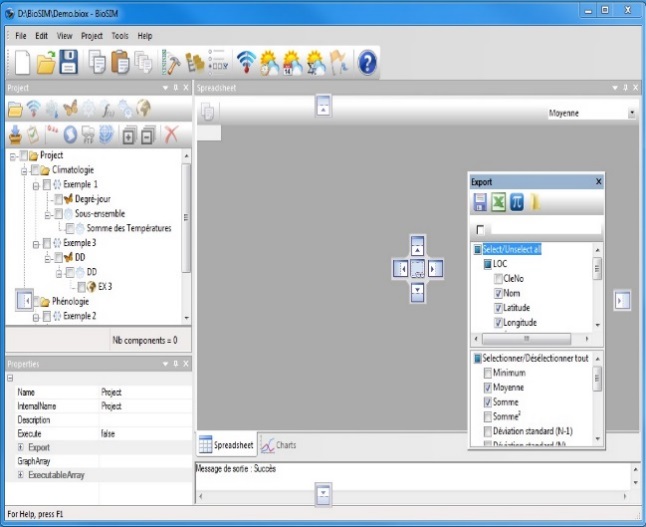 D:\BioSIM\Demo.biox - BioSIM
File Edit View Project Tools Help
Project
Spreadsheet
Moyenne
Project
Climatologie
Exemple 1
Degré-jour
Sous-ensemble
Somme des Températures
Exemple 3
DD
DD
EX 3
Phénologie
Exemple 2
Nb components = 0
Export
Select/Unselect all
LOC
CleNo
Nom
Latitude
Longitude
Selectionner/Désélectionner tout
Minimum
Moyenne
Somme
Somme²
Déviation standard (N-1)
Déviation standard (N)
Properties
Name Project
InternalName Project
Description
Execute false
Export
GraphArray
ExecutableArray
Spreadsheet Charts
Message de sortie : Succès
For Help, press F1